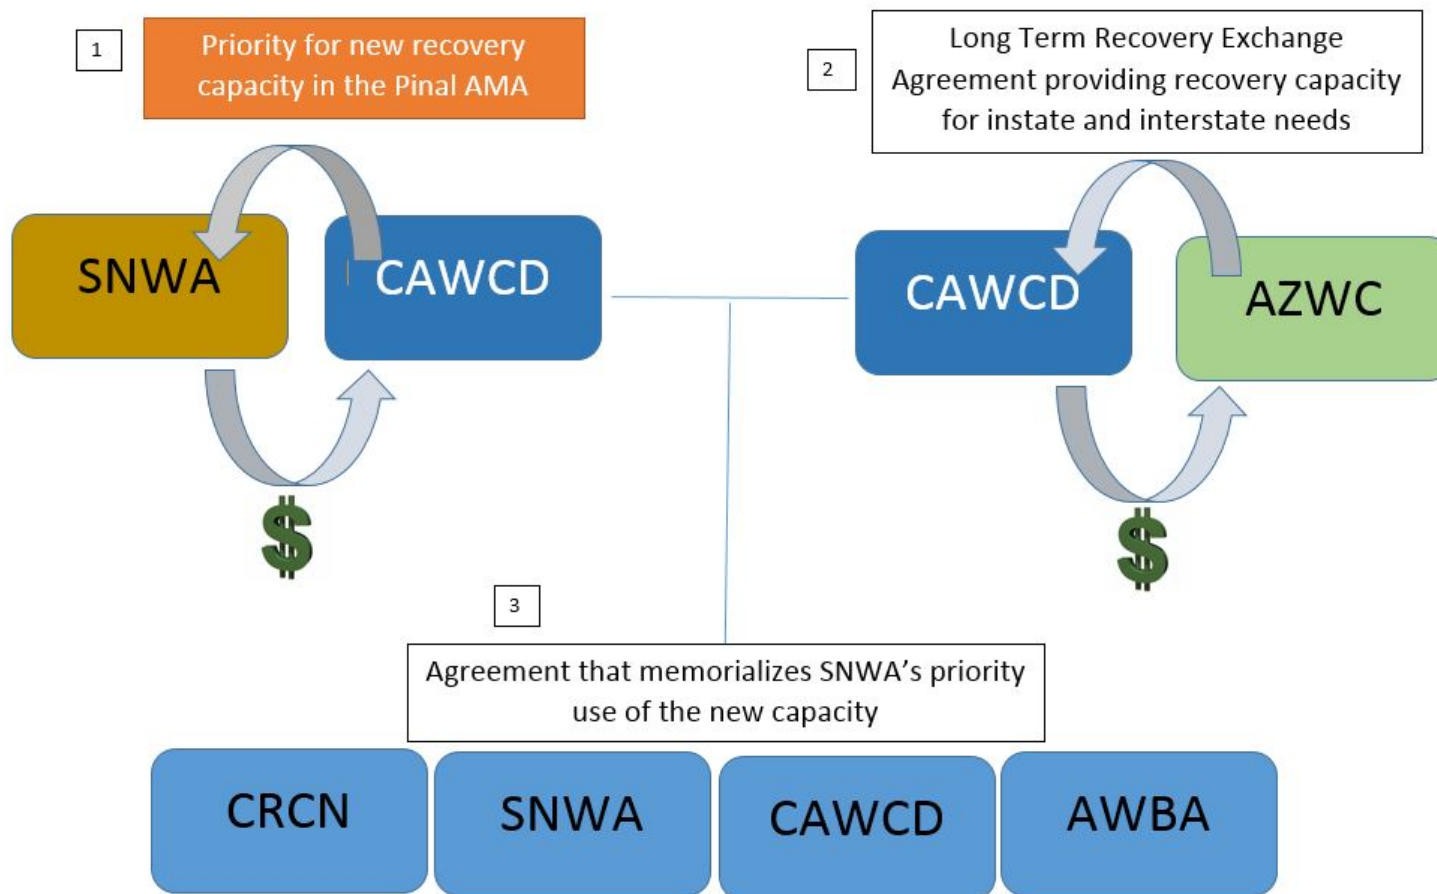 1
Priority for new recovery
capacity in the Pinal AMA
2
Long Term Recovery Exchange
Agreement providing recovery capacity
for instate and interstate needs
SNWA
CAWCD
CAWCD
AZWC
$
$
3
Agreement that memorializes SNWA’s priority
use of the new capacity
CRCN
SNWA
CAWCD
AWBA